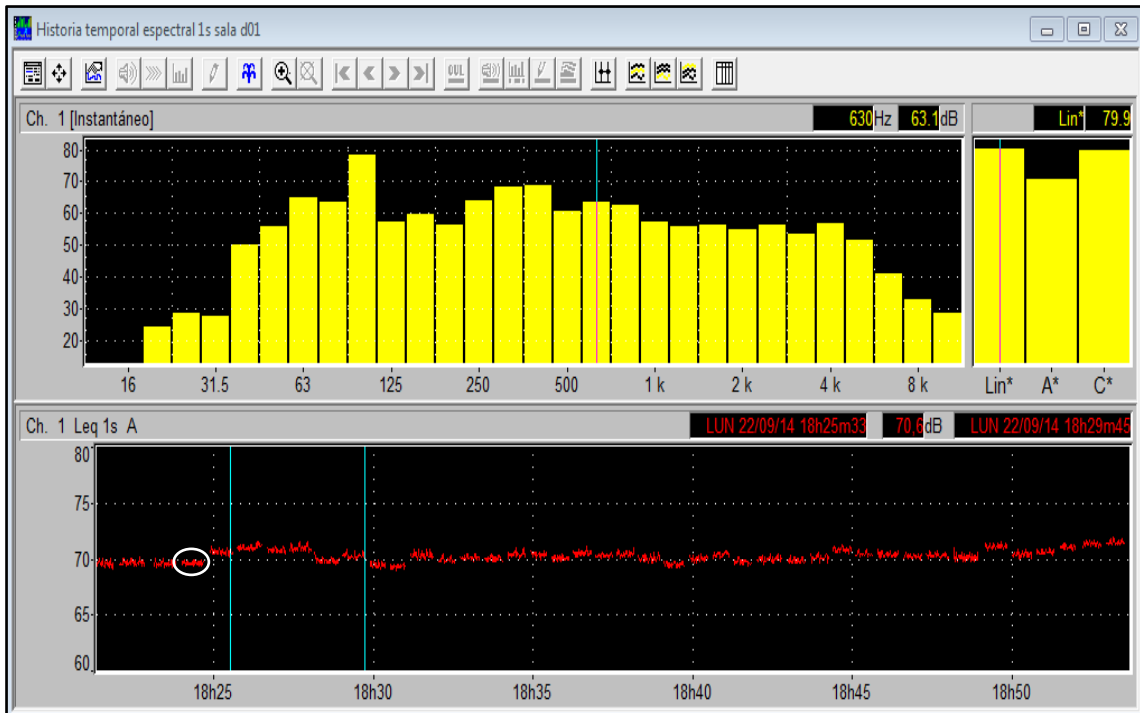 Historia temporal espectral 1s sala d01
OVL
Ch. 1 [Instantáneo] 630Hz 63.1dB Lin* 79.9
80
70
60
50
40
30
20
16 31.5 63 125 250 500 1 k 2 k 4 k 8 k Lin* A* C*
Ch. 1 Leq 1s A LUN 22/09/14 18h25m33 70,6dB LUN 22/09/14 18h29m45
80
75
70
65
60
18h25 18h30 18h35 18h40 18h45 18h50